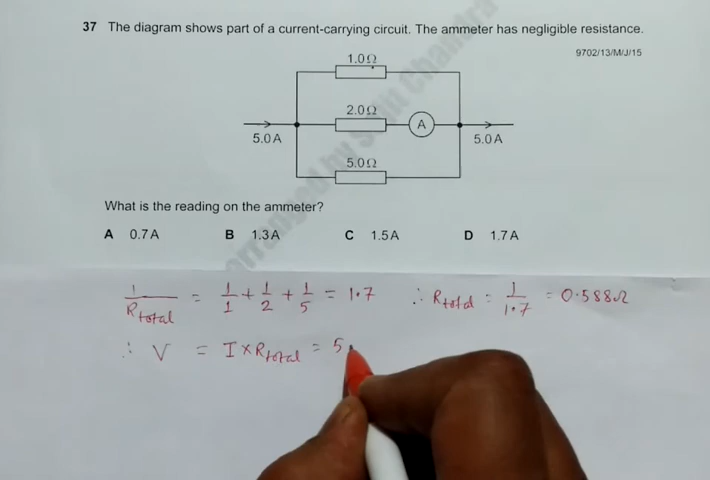 37 The diagram shows part of a current-carrying circuit. The ammeter has negligible resistance.
9702/13/M/J/15
1.0Ω
2.0Ω
A
5.0A
5.0A
5.0Ω
What is the reading on the ammeter?
A 0.7A B 1.3A C 1.5A D 1.7A
1/R total = 1/1 + 1/2 + 1/5 = 1.7 ∴ R total = 1/1.7 = 0.588Ω
∴ V = I × R total = 5.